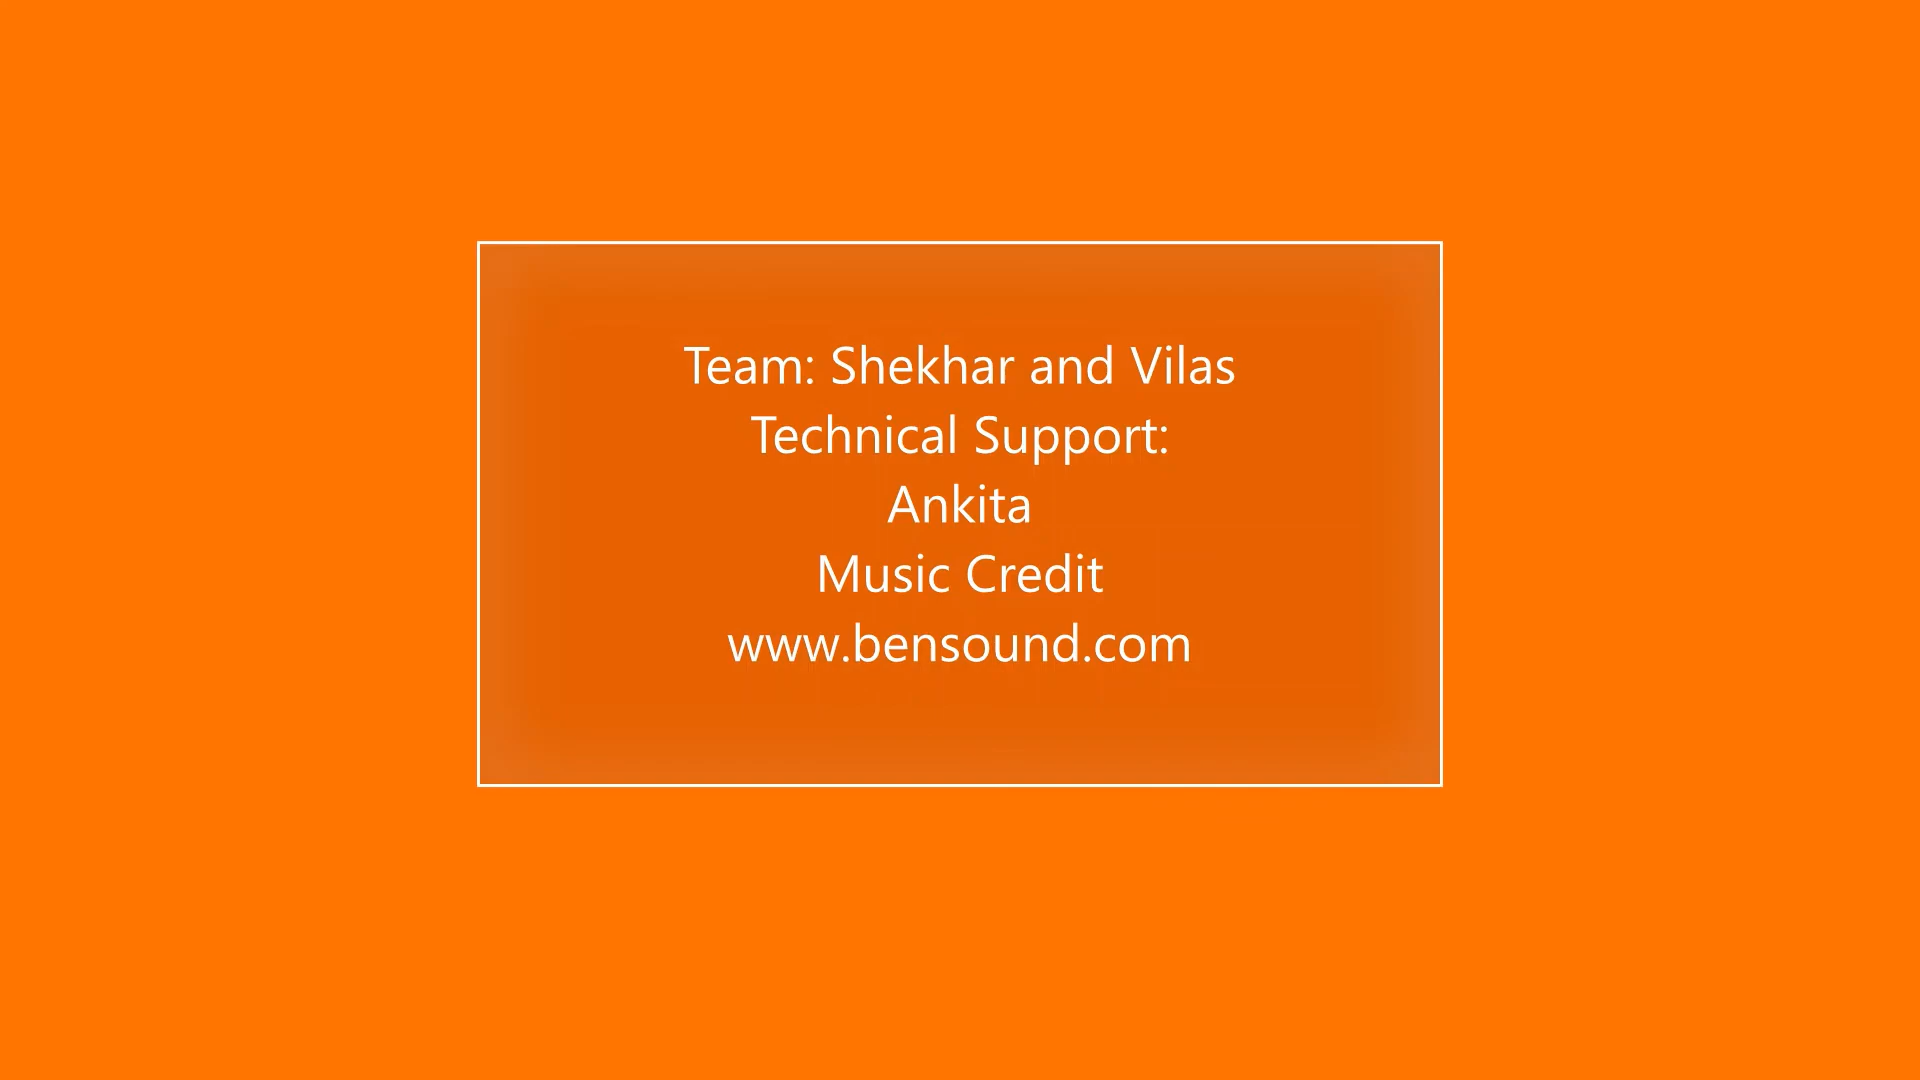 Team: Shekhar and Vilas
Technical Support:
Ankita
Music Credit
www.bensound.com